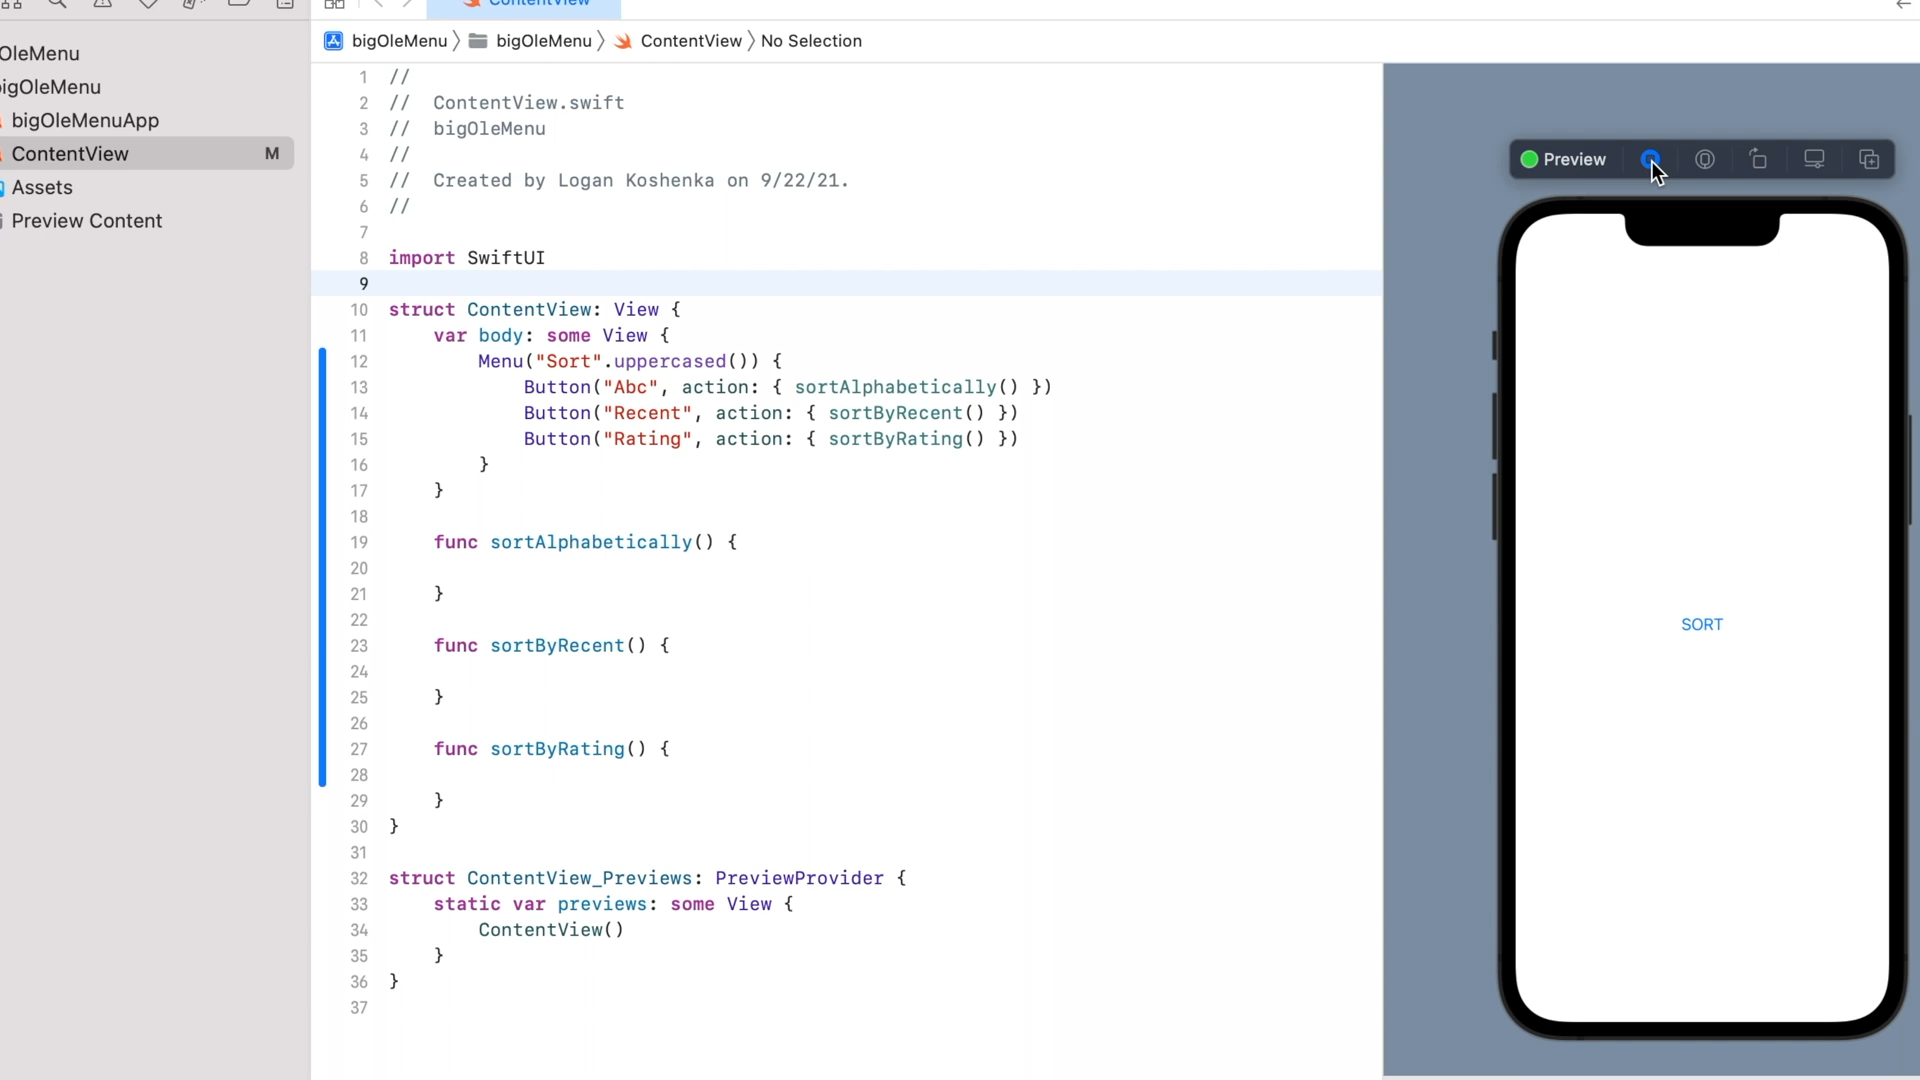 ContentView
bigOleMenu 〉 bigOleMenu 〉 ContentView 〉 No Selection
OleMenu
igOleMenu
bigOleMenuApp
ContentView M
Assets
Preview Content
1 //
2 //  ContentView.swift
3 //  bigOleMenu
4 //
5 //  Created by Logan Koshenka on 9/22/21.
6 //
7
8 import SwiftUI
9
10 struct ContentView: View {
11     var body: some View {
12         Menu("Sort".uppercased()) {
13             Button("Abc", action: { sortAlphabetically() })
14             Button("Recent", action: { sortByRecent() })
15             Button("Rating", action: { sortByRating() })
16         }
17     }
18
19     func sortAlphabetically() {
20
21     }
22
23     func sortByRecent() {
24
25     }
26
27     func sortByRating() {
28
29     }
30 }
31
32 struct ContentView_Previews: PreviewProvider {
33     static var previews: some View {
34         ContentView()
35     }
36 }
37
Preview
SORT